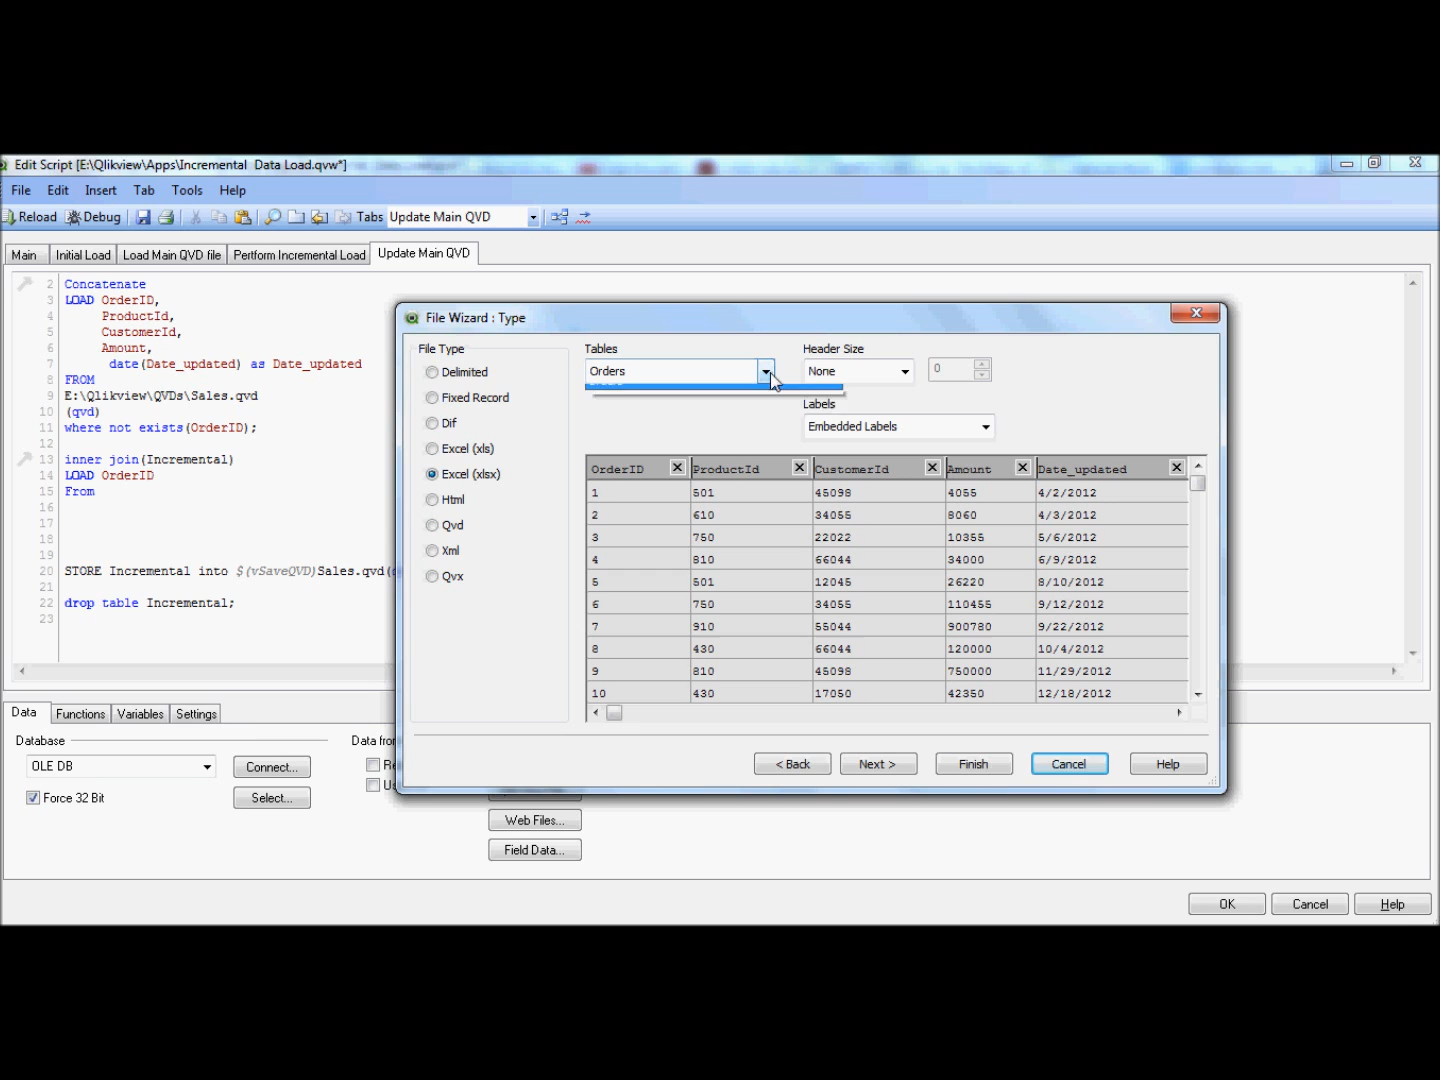 Edit Script [E:\Qlikview\Apps\Incremental Data Load.qvw*]
File Edit Insert Tab Tools Help
Reload Debug Tabs Update Main QVD
Main Initial Load Load Main QVD file Pertform Incremental Load Update Main QVD
2 Concatenate
3 LOAD OrderID,
4 ProductId,
5 CustomerId,
6 Amount,
7 date(Date_updated) as Date_updated
8 FROM
9 E:\Qlikview\QVDs\Sales.qvd
10 (qvd)
11 where not exists(OrderID);
12
13 inner join(Incremental)
14 LOAD OrderID
15 From
16
17
18
19
20 STORE Incremental into $(vSaveQVD)Sales.qvd(
21
22 drop table Incremental;
23
File Wizard : Type
File Type
Delimited
Fixed Record
Dif
Excel (xls)
Excel (xlsx)
Html
Qvd
Xml
Qvx
Tables Header Size
Orders None 0
Labels
Embedded Labels
OrderID ProductId CustomerId Amount Date_updated
1 501 45098 4055 4/2/2012
2 610 34055 8060 4/3/2012
3 750 22022 10355 5/6/2012
4 810 66044 34000 6/9/2012
5 501 12045 26220 8/10/2012
6 750 34055 110455 9/12/2012
7 910 55044 900780 9/22/2012
8 430 66044 120000 10/4/2012
9 810 45098 750000 11/29/2012
10 430 17050 42350 12/18/2012
< Back Next > Finish Cancel Help
Data Functions Variables Settings
Database Data from
OLE DB Connect... Re
Force 32 Bit Select... Us
Web Files...
Field Data...
OK Cancel Help